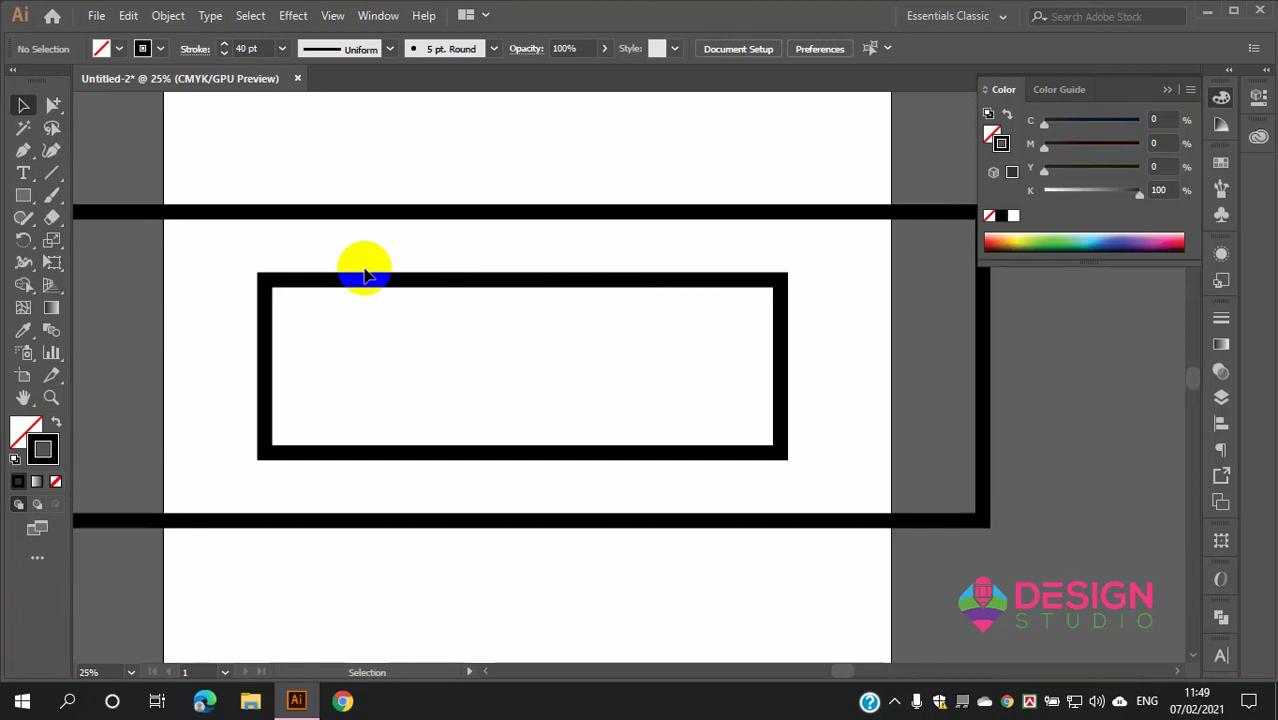 Ai File Edit Object Type Select Effect View Window Help Essentials Classic Search Adobe Stock
No Selection Stroke: 40 pt Uniform 5 pt. Round Opacity: 100% Style: Document Setup Preferences
Untitled-2* @ 25% (CMYK/GPU Preview)
Color Color Guide
C 0 %
M 0 %
Y 0 %
K 100 %
DESIGN
STUDIO
25% 1 Selection
Ai ENG 11:49
07/02/2021